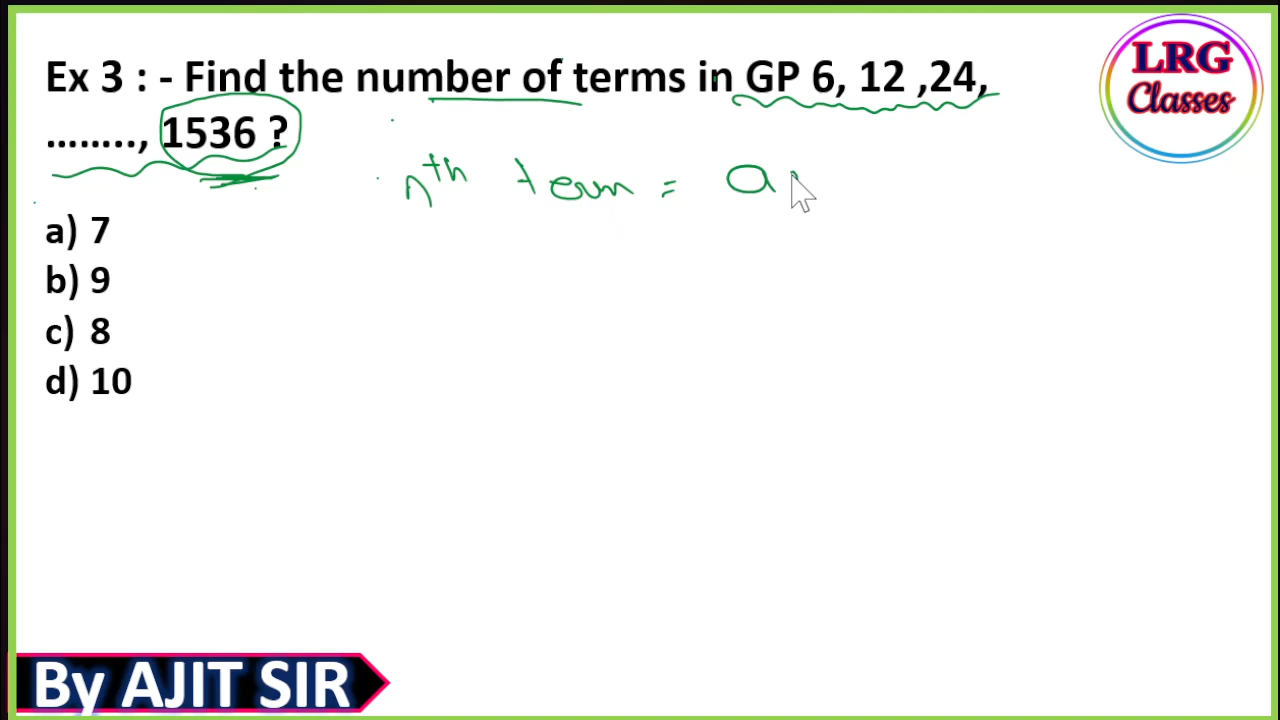 Ex 3 : - Find the number of terms in GP 6, 12 ,24,
…….., 1536 ?
LRG
Classes
nth term = a
a) 7
b) 9
c) 8
d) 10
By AJIT SIR